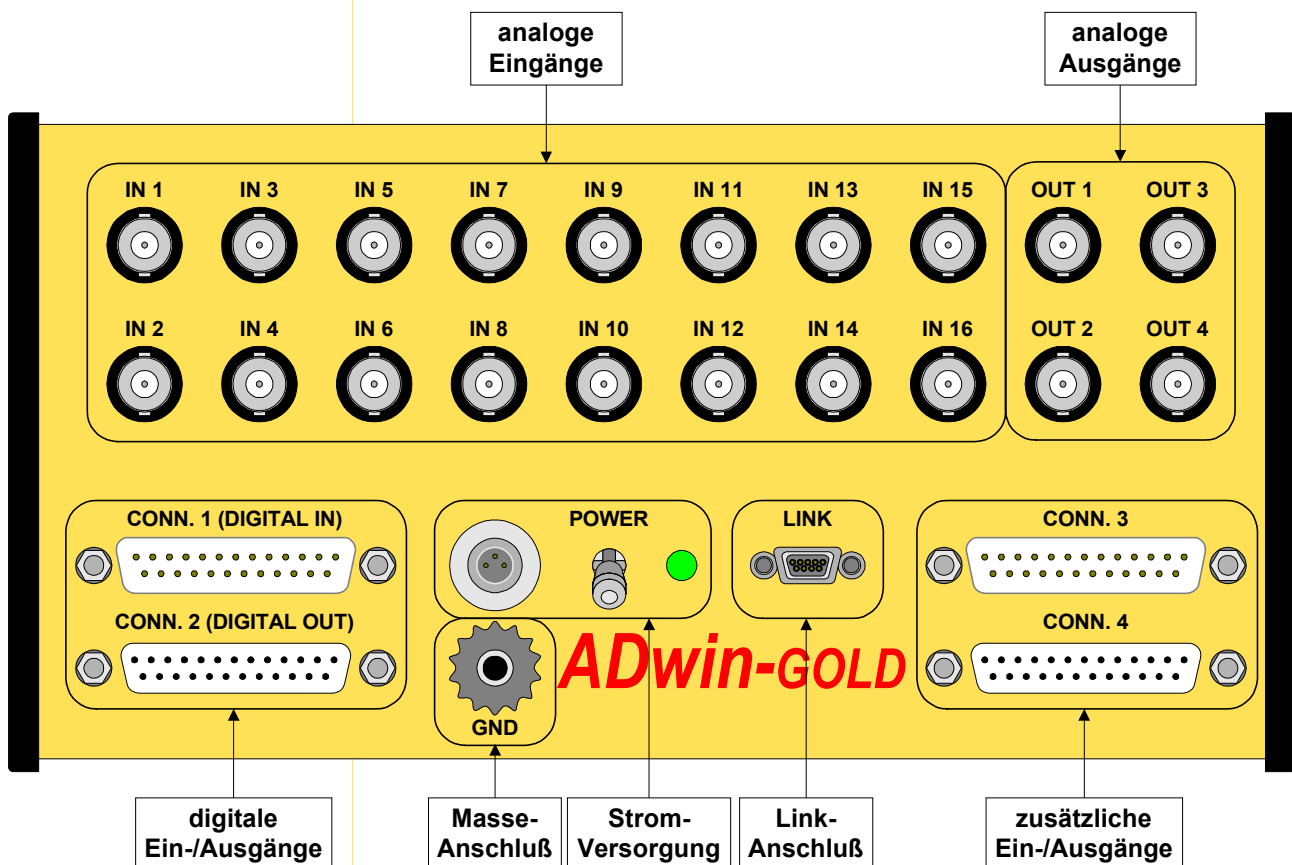 analoge
Eingänge
analoge
Ausgänge
IN 1 IN 3 IN 5 IN 7 IN 9 IN 11 IN 13 IN 15 OUT 1 OUT 3
IN 2 IN 4 IN 6 IN 8 IN 10 IN 12 IN 14 IN 16 OUT 2 OUT 4
CONN. 1 (DIGITAL IN) POWER LINK CONN. 3
CONN. 2 (DIGITAL OUT) CONN. 4
ADwin-GOLD
GND
digitale
Ein-/Ausgänge
Masse-
Anschluß
Strom-
Versorgung
Link-
Anschluß
zusätzliche
Ein-/Ausgänge